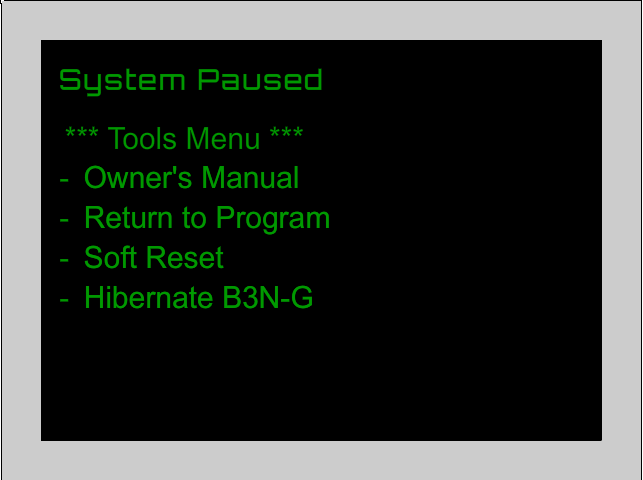 System Paused
*** Tools Menu ***
- Owner's Manual
- Return to Program
- Soft Reset
- Hibernate B3N-G